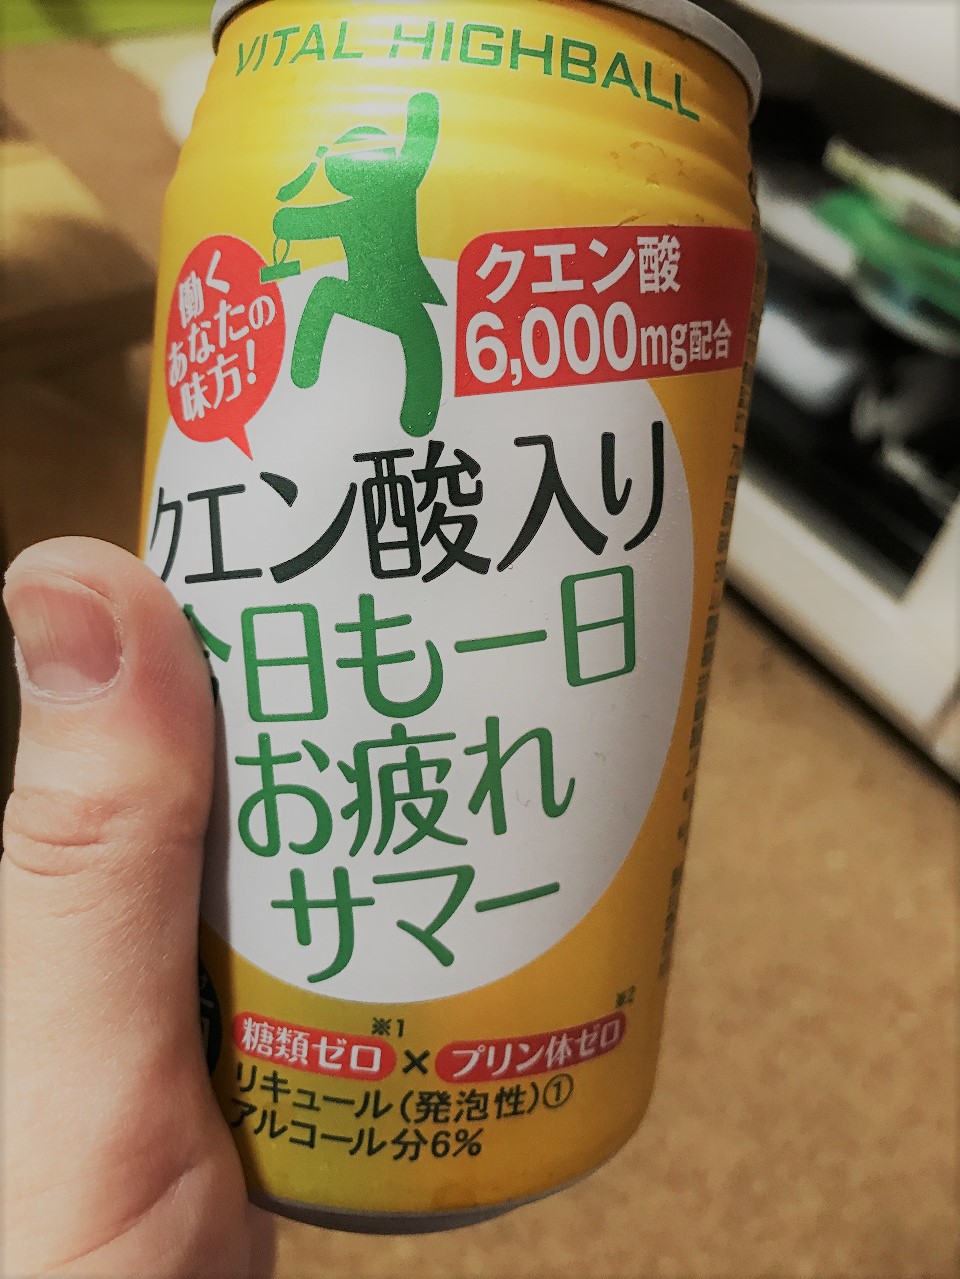 VITAL HIGHBALL
働く
あなたの
味方!
クエン酸
6,000mg配合
クエン酸入り
今日も一日
お疲れ
サマー
※1 ※2
糖類ゼロ×プリン体ゼロ
リキュール(発泡性)①
アルコール分6%